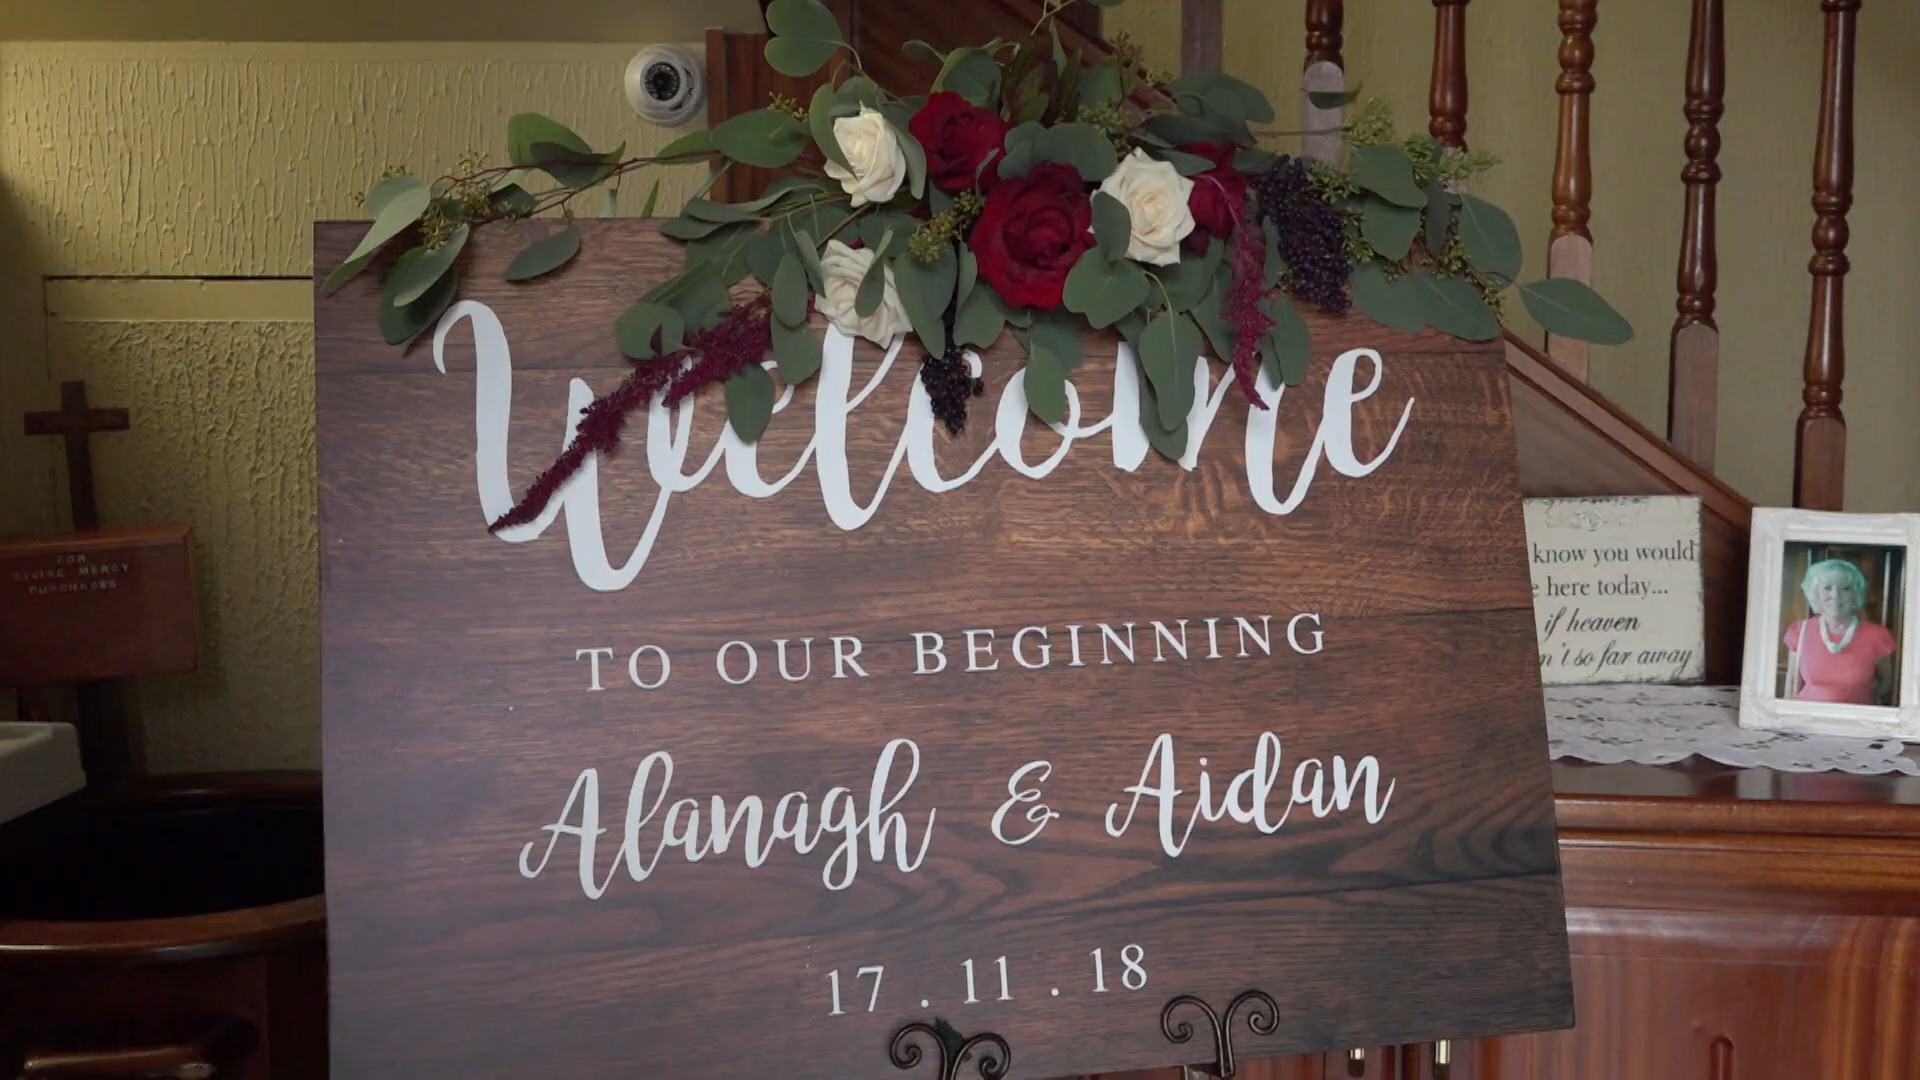 Welcome
TO OUR BEGINNING
Alanagh & Aidan
17 . 11 . 18
FOR
DIVINE MERCY
PURCHASES
know you would
here today...
if heaven
n't so far away